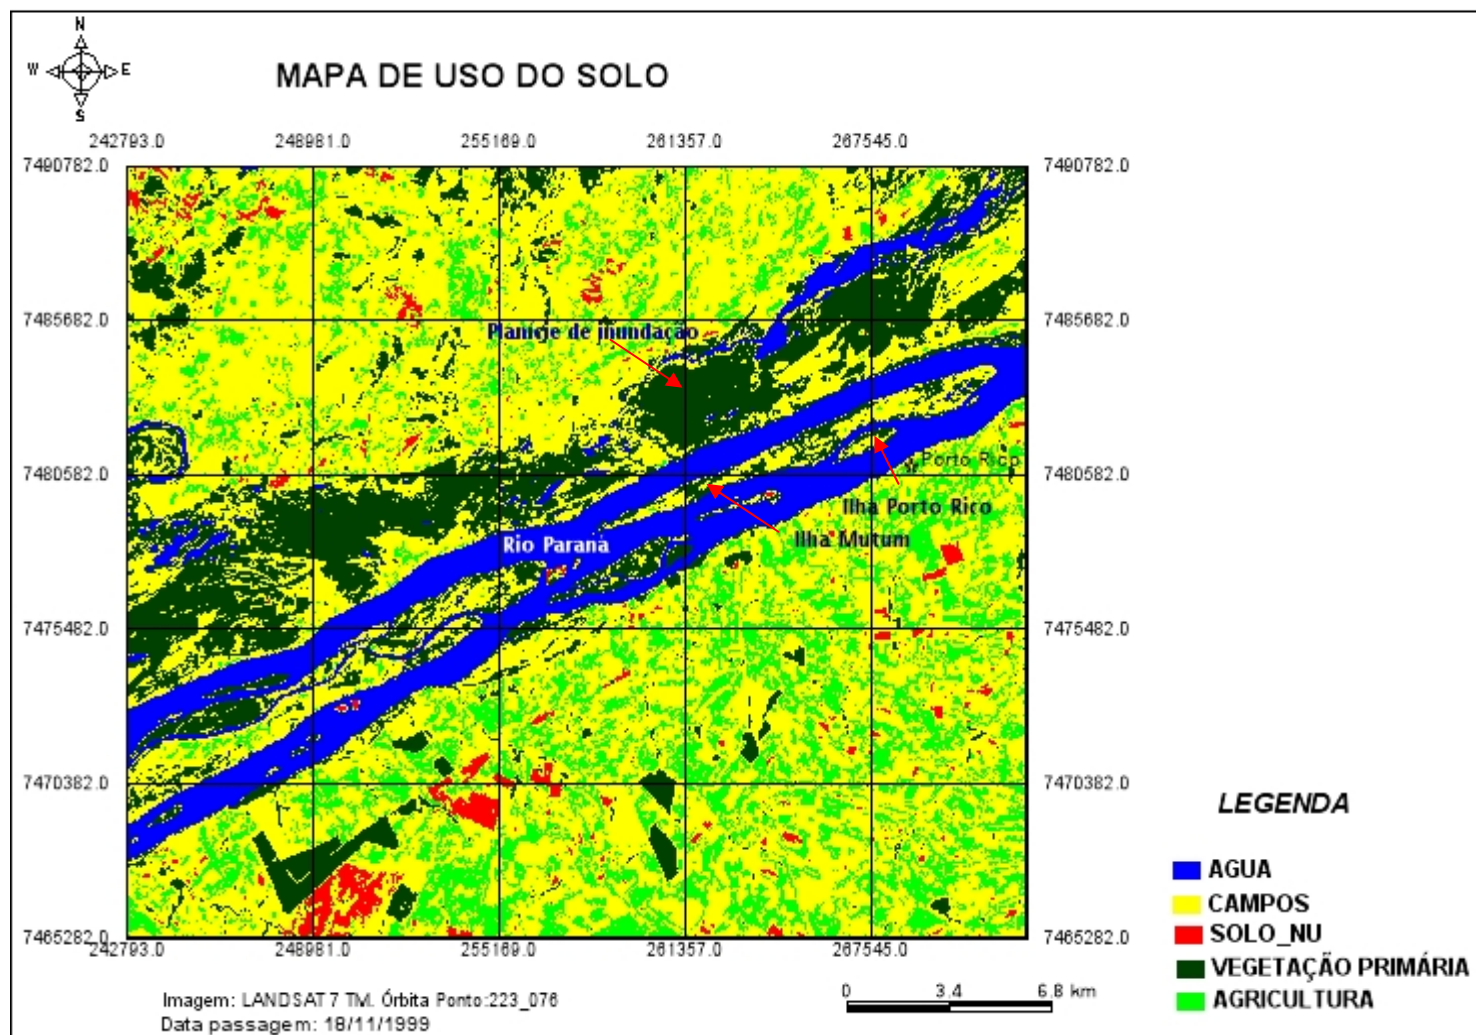 N
W E
S
MAPA DE USO DO SOLO
242793.0 248981.0 255169.0 261357.0 267545.0
7490782.0 7490782.0
7485682.0 7485682.0
Planicie de inundação
Porto Rico
7480582.0 7480582.0
Ilha Porto Rico
Ilha Mutum
Rio Parana
7475482.0 7475482.0
7470382.0 7470382.0
LEGENDA
AGUA
CAMPOS
SOLO_NU
VEGETAÇÃO PRIMÁRIA
AGRICULTURA
7465282.0 7465282.0
242793.0 248981.0 255169.0 261357.0 267545.0
0 3.4 6.8 km
Imagem: LANDSAT 7 TM. Órbita Ponto:223_076
Data passagem: 18/11/1999